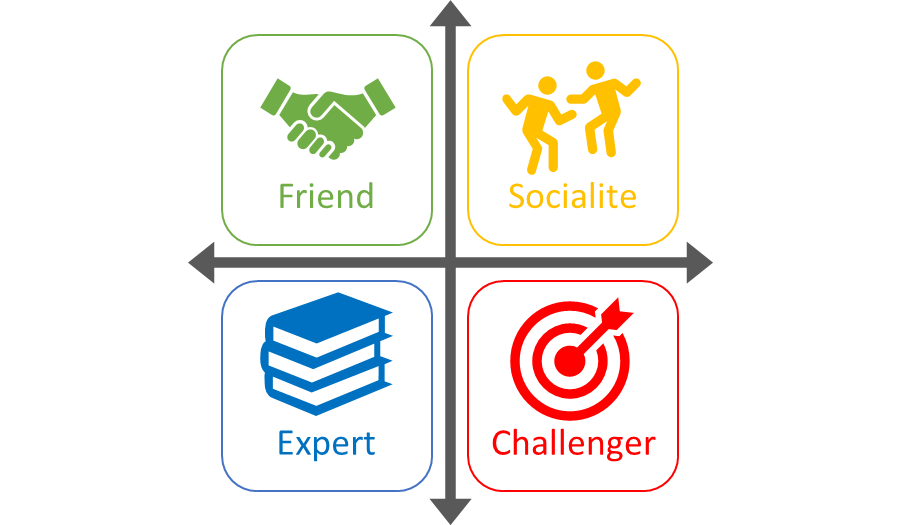 Friend
Socialite
Expert
Challenger